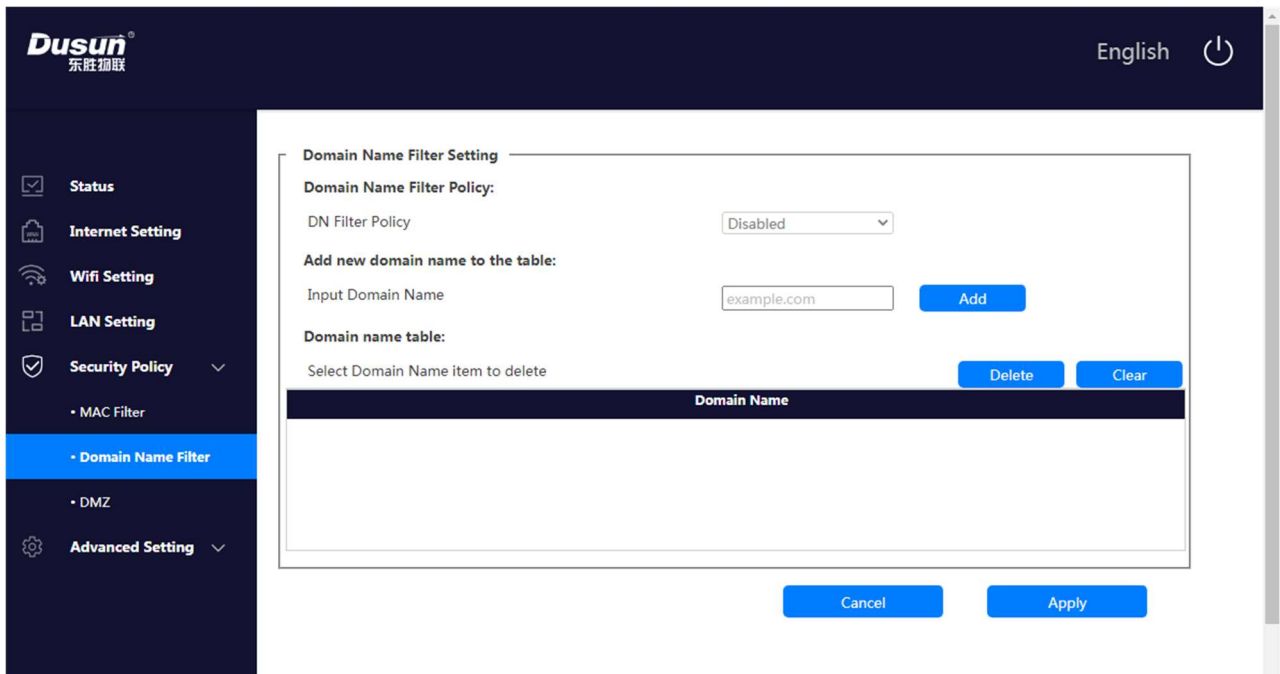 Dusun®
东胜物联
English
Status
Internet Setting
Wifi Setting
LAN Setting
Security Policy
• MAC Filter
• Domain Name Filter
• DMZ
Advanced Setting
Domain Name Filter Setting
Domain Name Filter Policy:
DN Filter Policy Disabled
Add new domain name to the table:
Input Domain Name example.com Add
Domain name table:
Select Domain Name item to delete Delete Clear
Domain Name
Cancel Apply